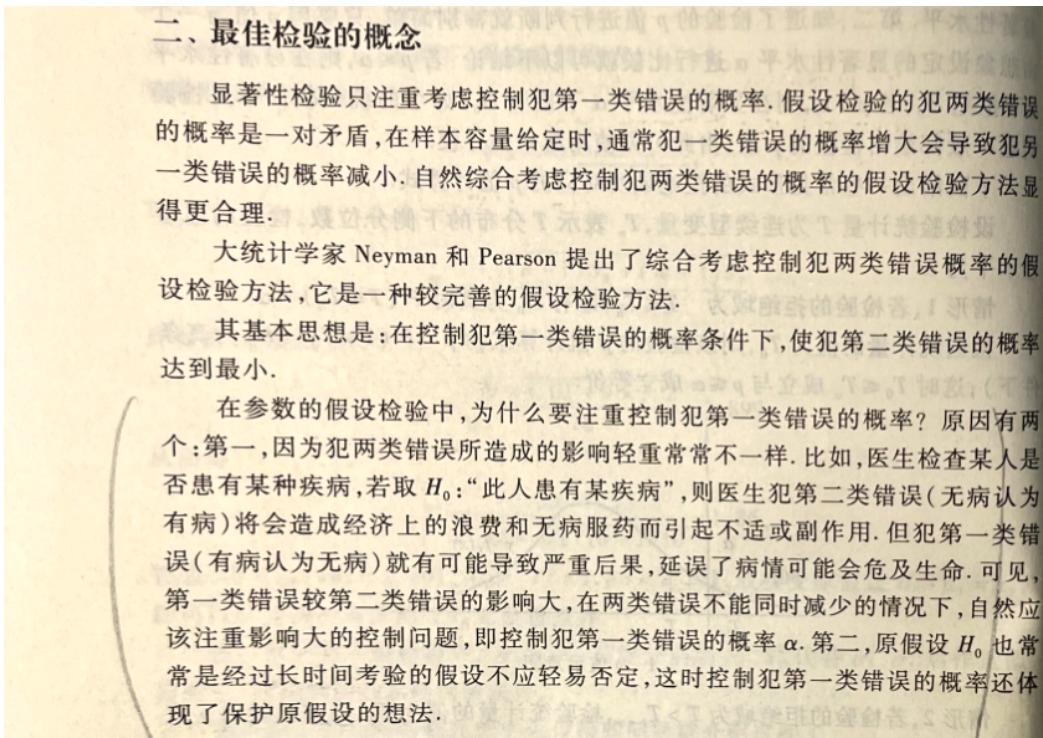 二、最佳检验的概念
显著性检验只注重考虑控制犯第一类错误的概率.假设检验的犯两类错误
的概率是一对矛盾,在样本容量给定时,通常犯一类错误的概率增大会导致犯另
一类错误的概率减小.自然综合考虑控制犯两类错误的概率的假设检验方法显
得更合理.
大统计学家 Neyman 和 Pearson 提出了综合考虑控制犯两类错误概率的假
设检验方法,它是一种较完善的假设检验方法.
其基本思想是:在控制犯第一类错误的概率条件下,使犯第二类错误的概率
达到最小.
在参数的假设检验中,为什么要注重控制犯第一类错误的概率? 原因有两
个:第一,因为犯两类错误所造成的影响轻重常常不一样.比如,医生检查某人是
否患有某种疾病,若取 H₀:“此人患有某疾病”,则医生犯第二类错误(无病认为
有病)将会造成经济上的浪费和无病服药而引起不适或副作用.但犯第一类错
误(有病认为无病)就有可能导致严重后果,延误了病情可能会危及生命.可见,
第一类错误较第二类错误的影响大,在两类错误不能同时减少的情况下,自然应
该注重影响大的控制问题,即控制犯第一类错误的概率 α.第二,原假设 H₀ 也常
常是经过长时间考验的假设不应轻易否定,这时控制犯第一类错误的概率还体
现了保护原假设的想法.